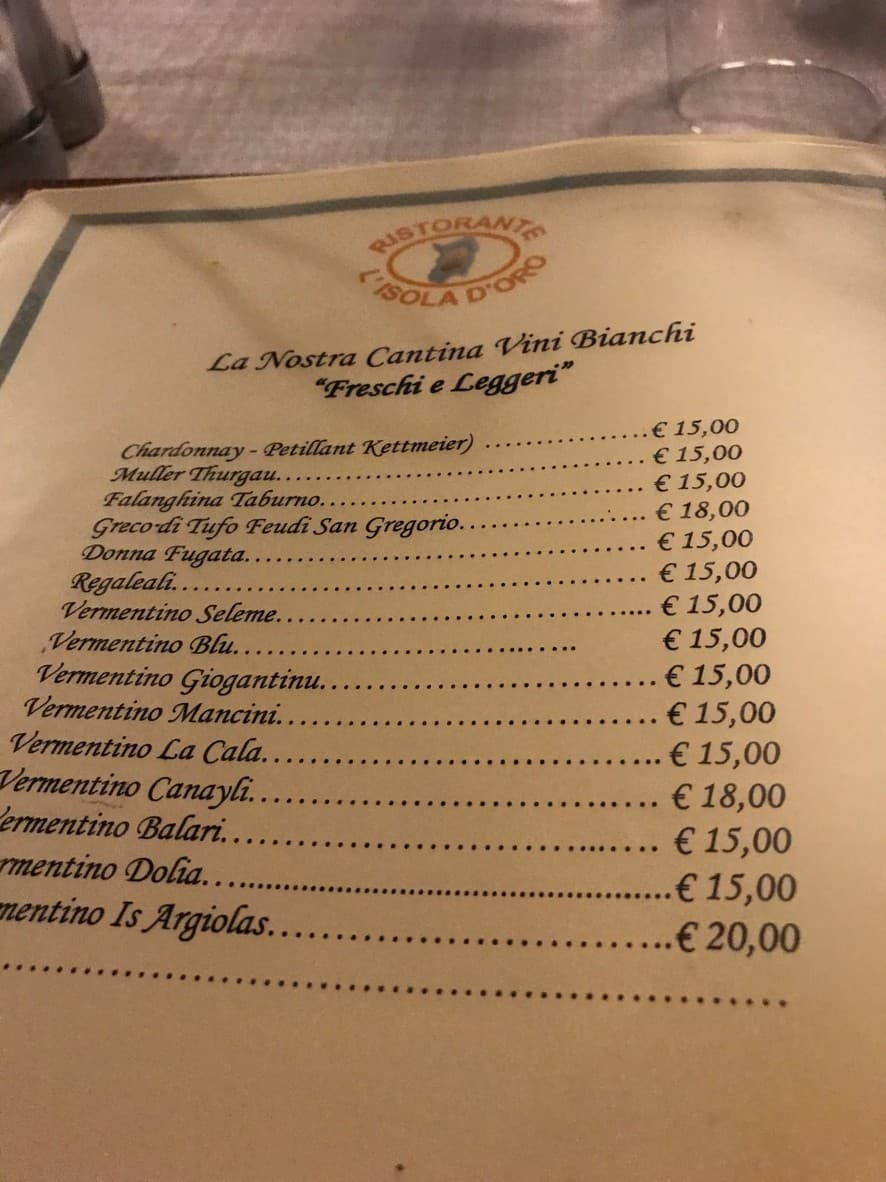 RISTORANTE
L'ISOLA D'ORO
La Nostra Cantina Vini Bianchi
"Freschi e Leggeri"
Chardonnay - Petillant Kettmeier) ..................€ 15,00
Muller Thurgau....................................... € 15,00
Falanghina Taburno.................................. € 15,00
Greco di Tufo Feudi San Gregorio................... € 18,00
Donna Fugata........................................ € 15,00
Regaleali............................................. € 15,00
Vermentino Seleme................................... € 15,00
Vermentino Blu.............................. € 15,00
Vermentino Giogantinu.............................. € 15,00
Vermentino Mancini................................. € 15,00
Vermentino La Cala.................................. € 15,00
Vermentino Canayli.................................. € 18,00
ermentino Balari.................................... € 15,00
rmentino Dolia..................................................€ 15,00
mentino Is Argiolas..............................€ 20,00